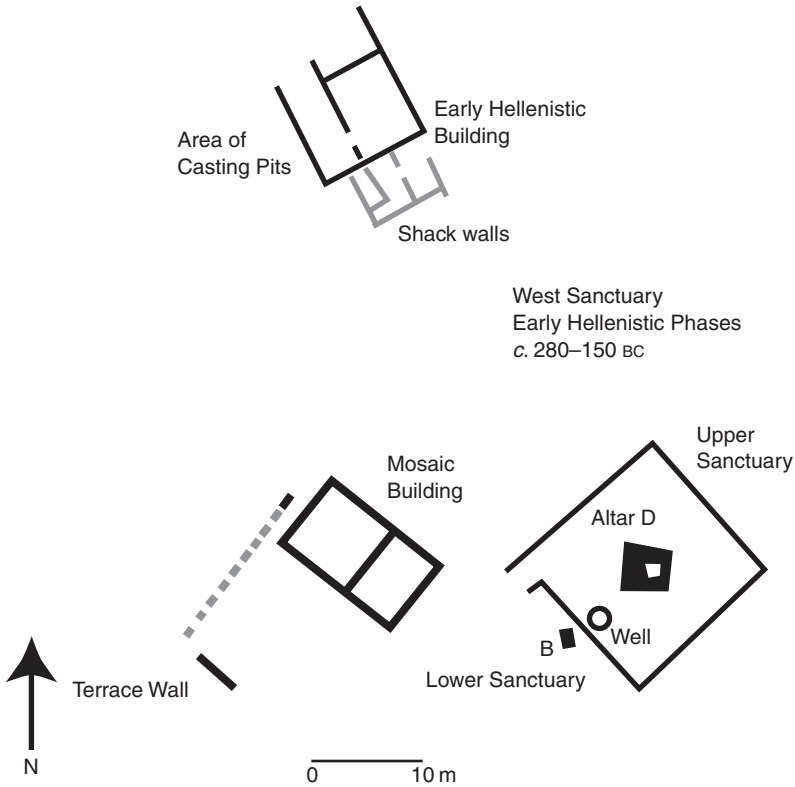 Early Hellenistic
Building
Area of
Casting Pits
Shack walls
West Sanctuary
Early Hellenistic Phases
c. 280–150 BC
Upper
Sanctuary
Mosaic
Building
Altar D
Well
B
Lower Sanctuary
Terrace Wall
N
0 10 m